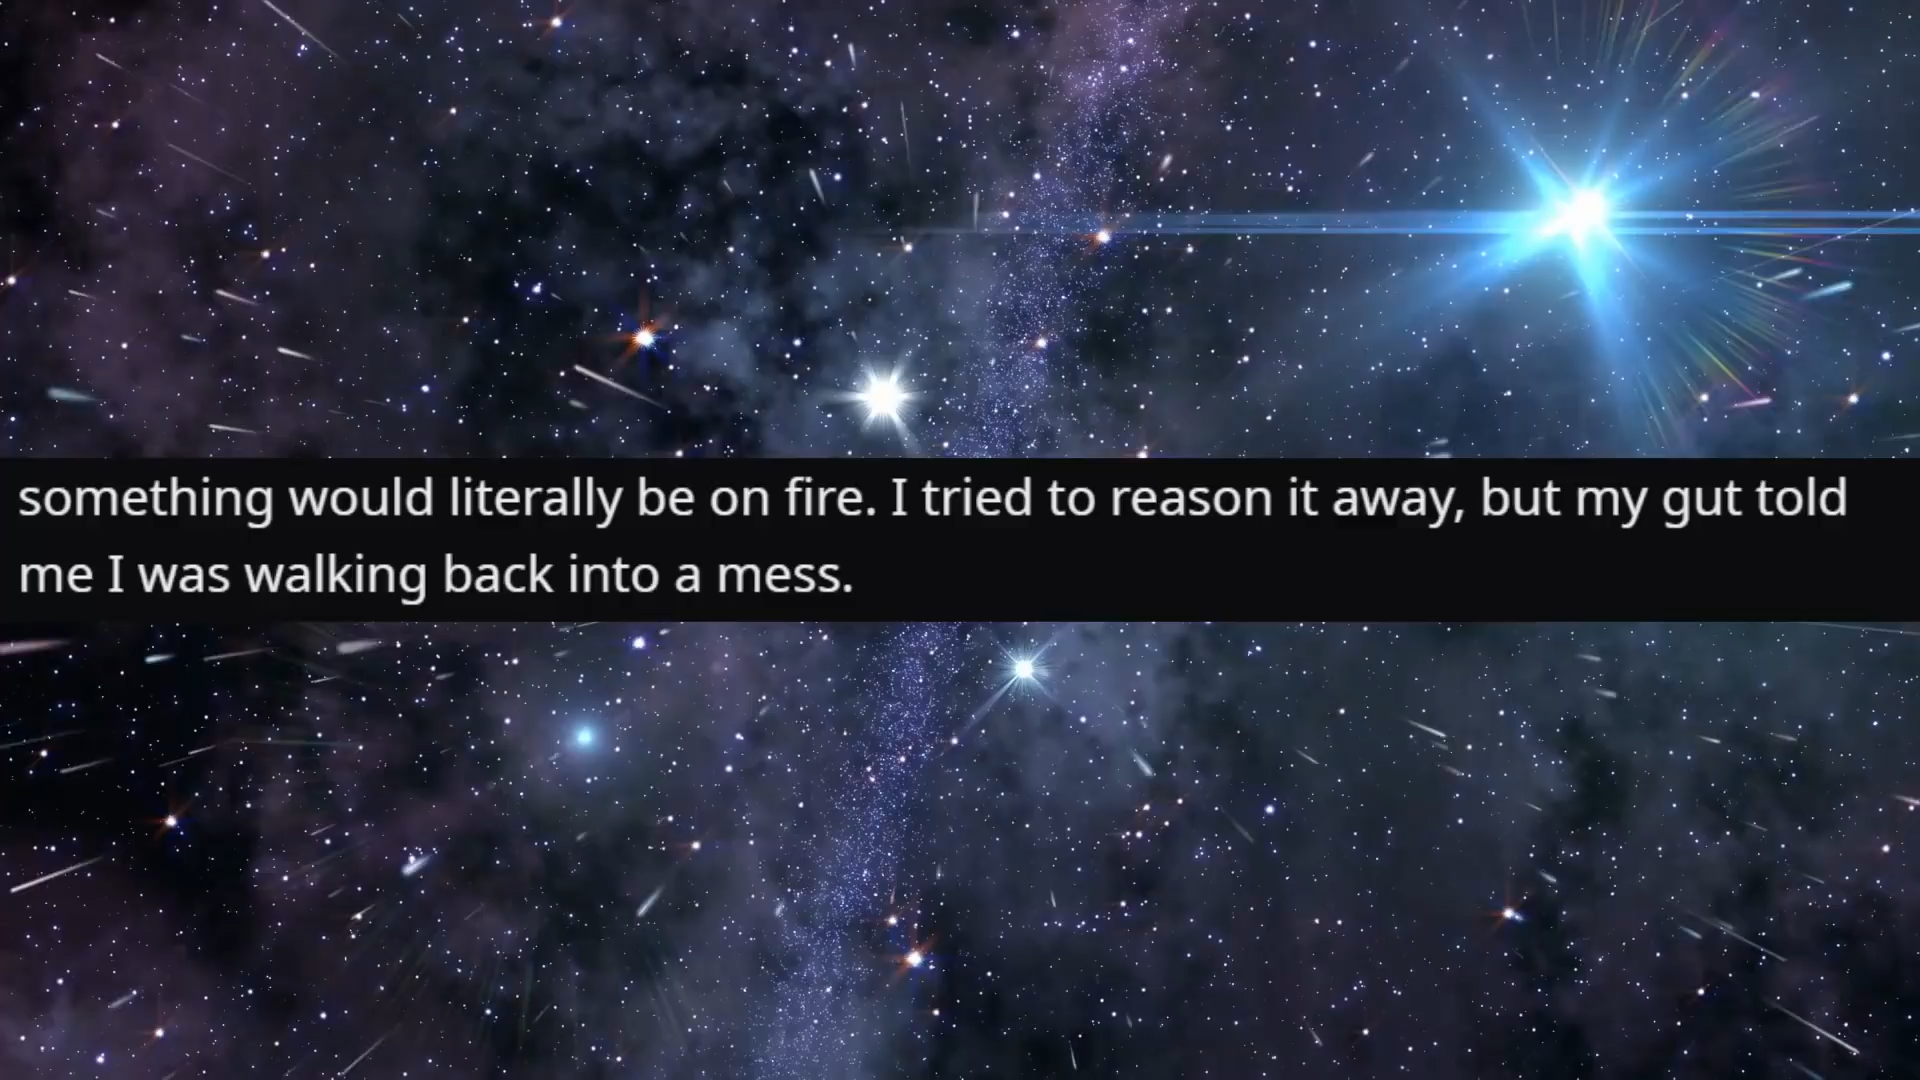 something would literally be on fire. I tried to reason it away, but my gut told
me I was walking back into a mess.